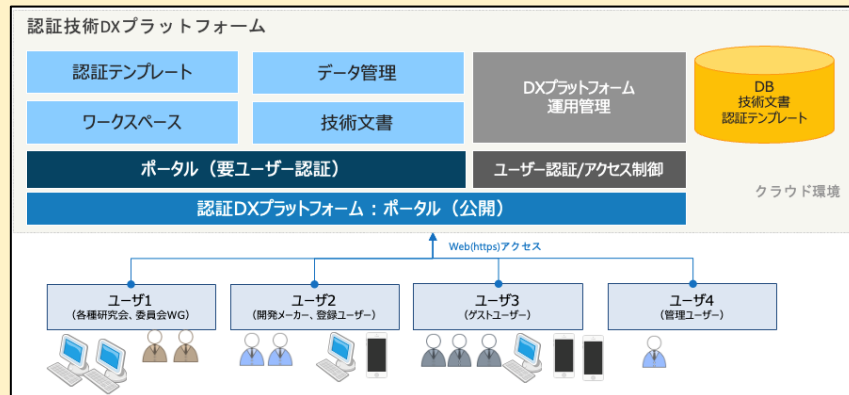 認証技術DXプラットフォーム
認証テンプレート
データ管理
ワークスペース
技術文書
DXプラットフォーム
運用管理
DB
技術文書
認証テンプレート
ポータル（要ユーザー認証）
ユーザー認証/アクセス制御
クラウド環境
認証DXプラットフォーム：ポータル（公開）
Web(https)アクセス
ユーザ1
（各種研究会、委員会WG）
ユーザ2
（開発メーカー、登録ユーザー）
ユーザ3
（ゲストユーザー）
ユーザ4
（管理ユーザー）